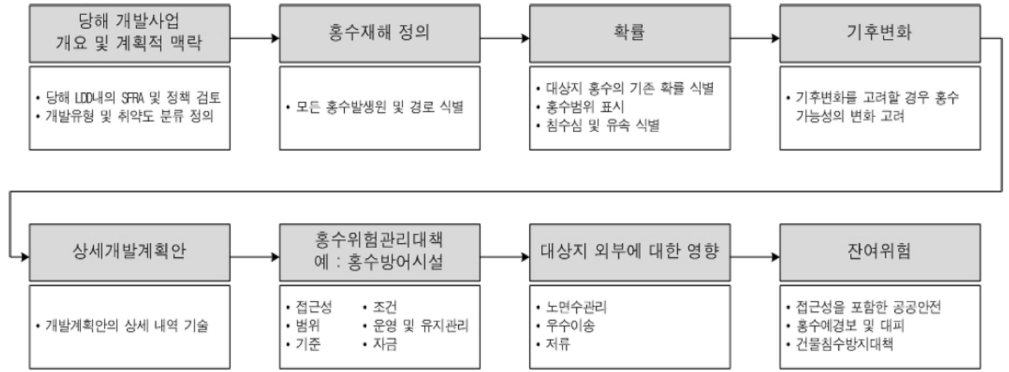 당해 개발사업
개요 및 계획적 맥락
• 당해 LDD내의 SFRA 및 정책 검토
• 개발유형 및 취약도 분류 정의
홍수재해 정의
• 모든 홍수발생원 및 경로 식별
확률
• 대상지 홍수의 기존 확률 식별
• 홍수범위 표시
• 침수심 및 유속 식별
기후변화
• 기후변화를 고려할 경우 홍수
가능성의 변화 고려
상세개발계획안
• 개발계획안의 상세 내역 기술
홍수위험관리대책
예 : 홍수방어시설
• 접근성
• 범위
• 기준
• 조건
• 운영 및 유지관리
• 자금
대상지 외부에 대한 영향
• 노면수관리
• 우수이송
• 저류
잔여위험
• 접근성을 포함한 공공안전
• 홍수예경보 및 대피
• 건물침수방지대책